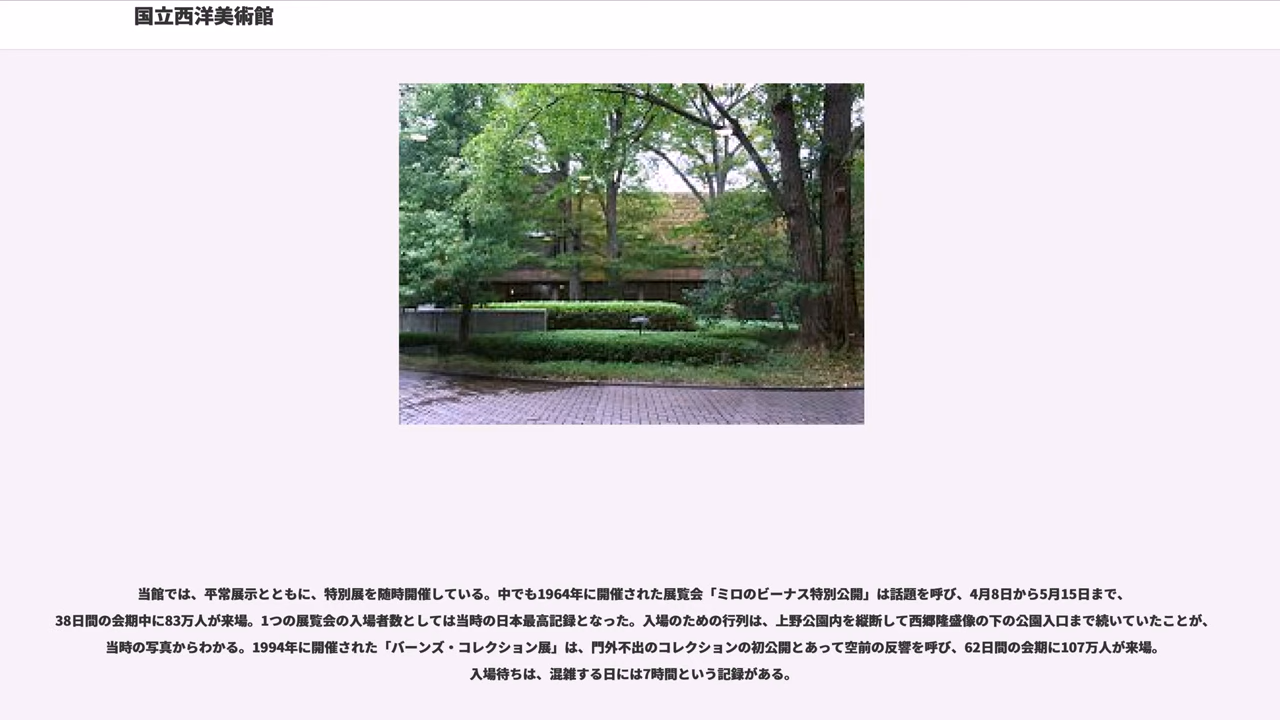 国立西洋美術館
当館では、平常展示とともに、特別展を随時開催している。中でも1964年に開催された展覧会「ミロのビーナス特別公開」は話題を呼び、4月8日から5月15日まで、
38日間の会期中に83万人が来場。1つの展覧会の入場者数としては当時の日本最高記録となった。入場のための行列は、上野公園内を縦断して西郷隆盛像の下の公園入口まで続いていたことが、
当時の写真からわかる。1994年に開催された「バーンズ・コレクション展」は、門外不出のコレクションの初公開とあって空前の反響を呼び、62日間の会期に107万人が来場。
入場待ちは、混雑する日には7時間という記録がある。